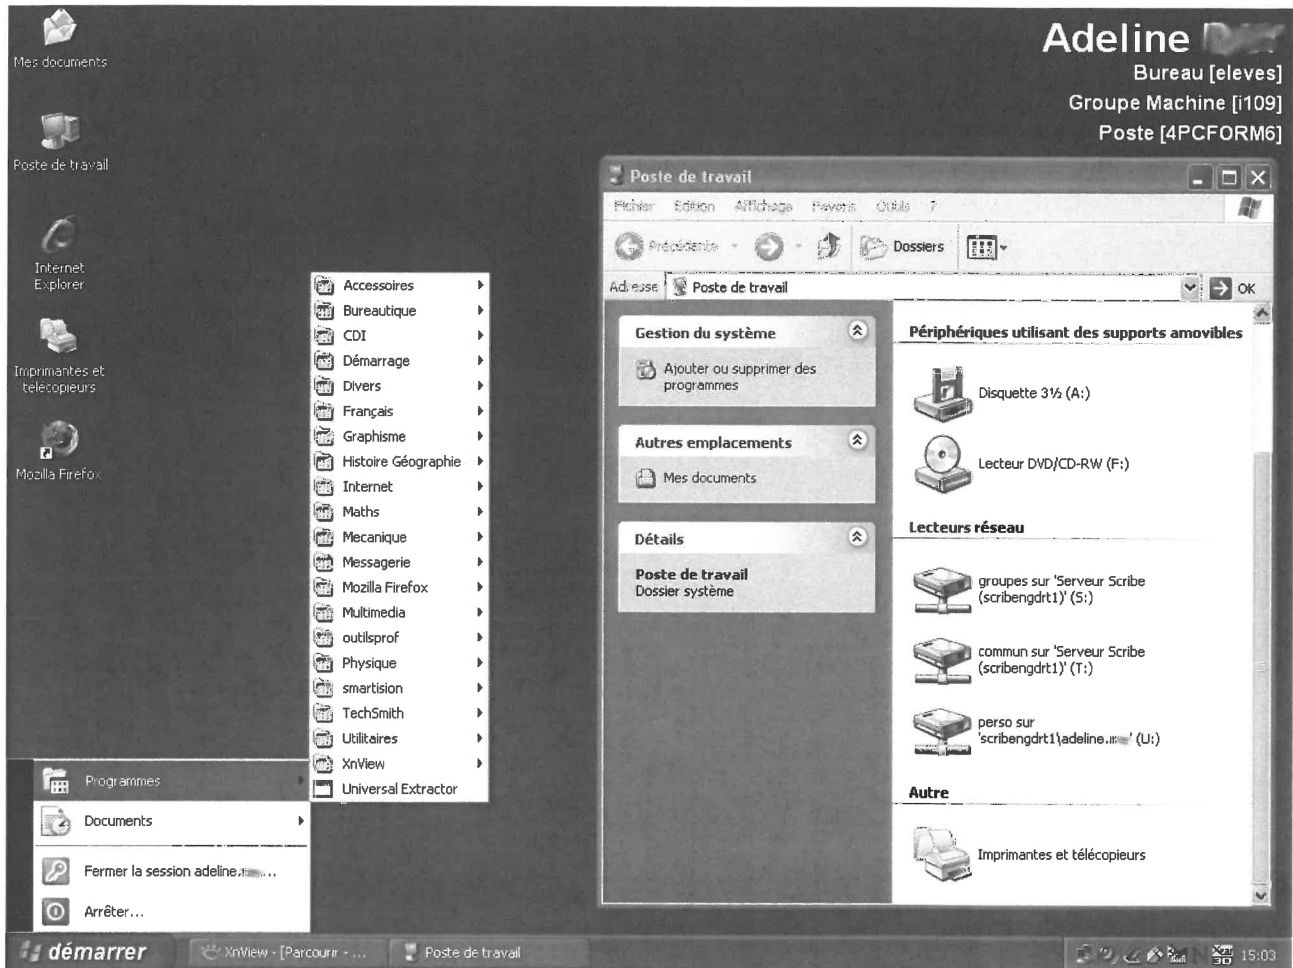 Adeline
Bureau [eleves]
Groupe Machine [i109]
Poste [4PCFORM6]
Mes documents
Poste de travail
Internet
Explorer
Imprimantes et
télécopieurs
Mozilla Firefox
Accessoires
Bureautique
CDI
Démarrage
Divers
Français
Graphisme
Histoire Géographie
Internet
Maths
Mecanique
Messagerie
Mozilla Firefox
Multimedia
outilsprof
Physique
smartision
TechSmith
Utilitaires
XnView
Universal Extractor
Programmes
Documents
Fermer la session adeline.
Arrêter...
Poste de travail
Fichier Edition Affichage Favoris Outils ?
Précédente Dossiers
Adresse Poste de travail OK
Gestion du système
Ajouter ou supprimer des
programmes
Autres emplacements
Mes documents
Détails
Poste de travail
Dossier système
Périphériques utilisant des supports amovibles
Disquette 3½ (A:)
Lecteur DVD/CD-RW (F:)
Lecteurs réseau
groupes sur 'Serveur Scribe
(scribengdrt1)' (S:)
commun sur 'Serveur Scribe
(scribengdrt1)' (T:)
perso sur
'scribengdrt1\adeline. ' (U:)
Autre
Imprimantes et télécopieurs
démarrer XnView - [Parcourir - ... Poste de travail 15:03